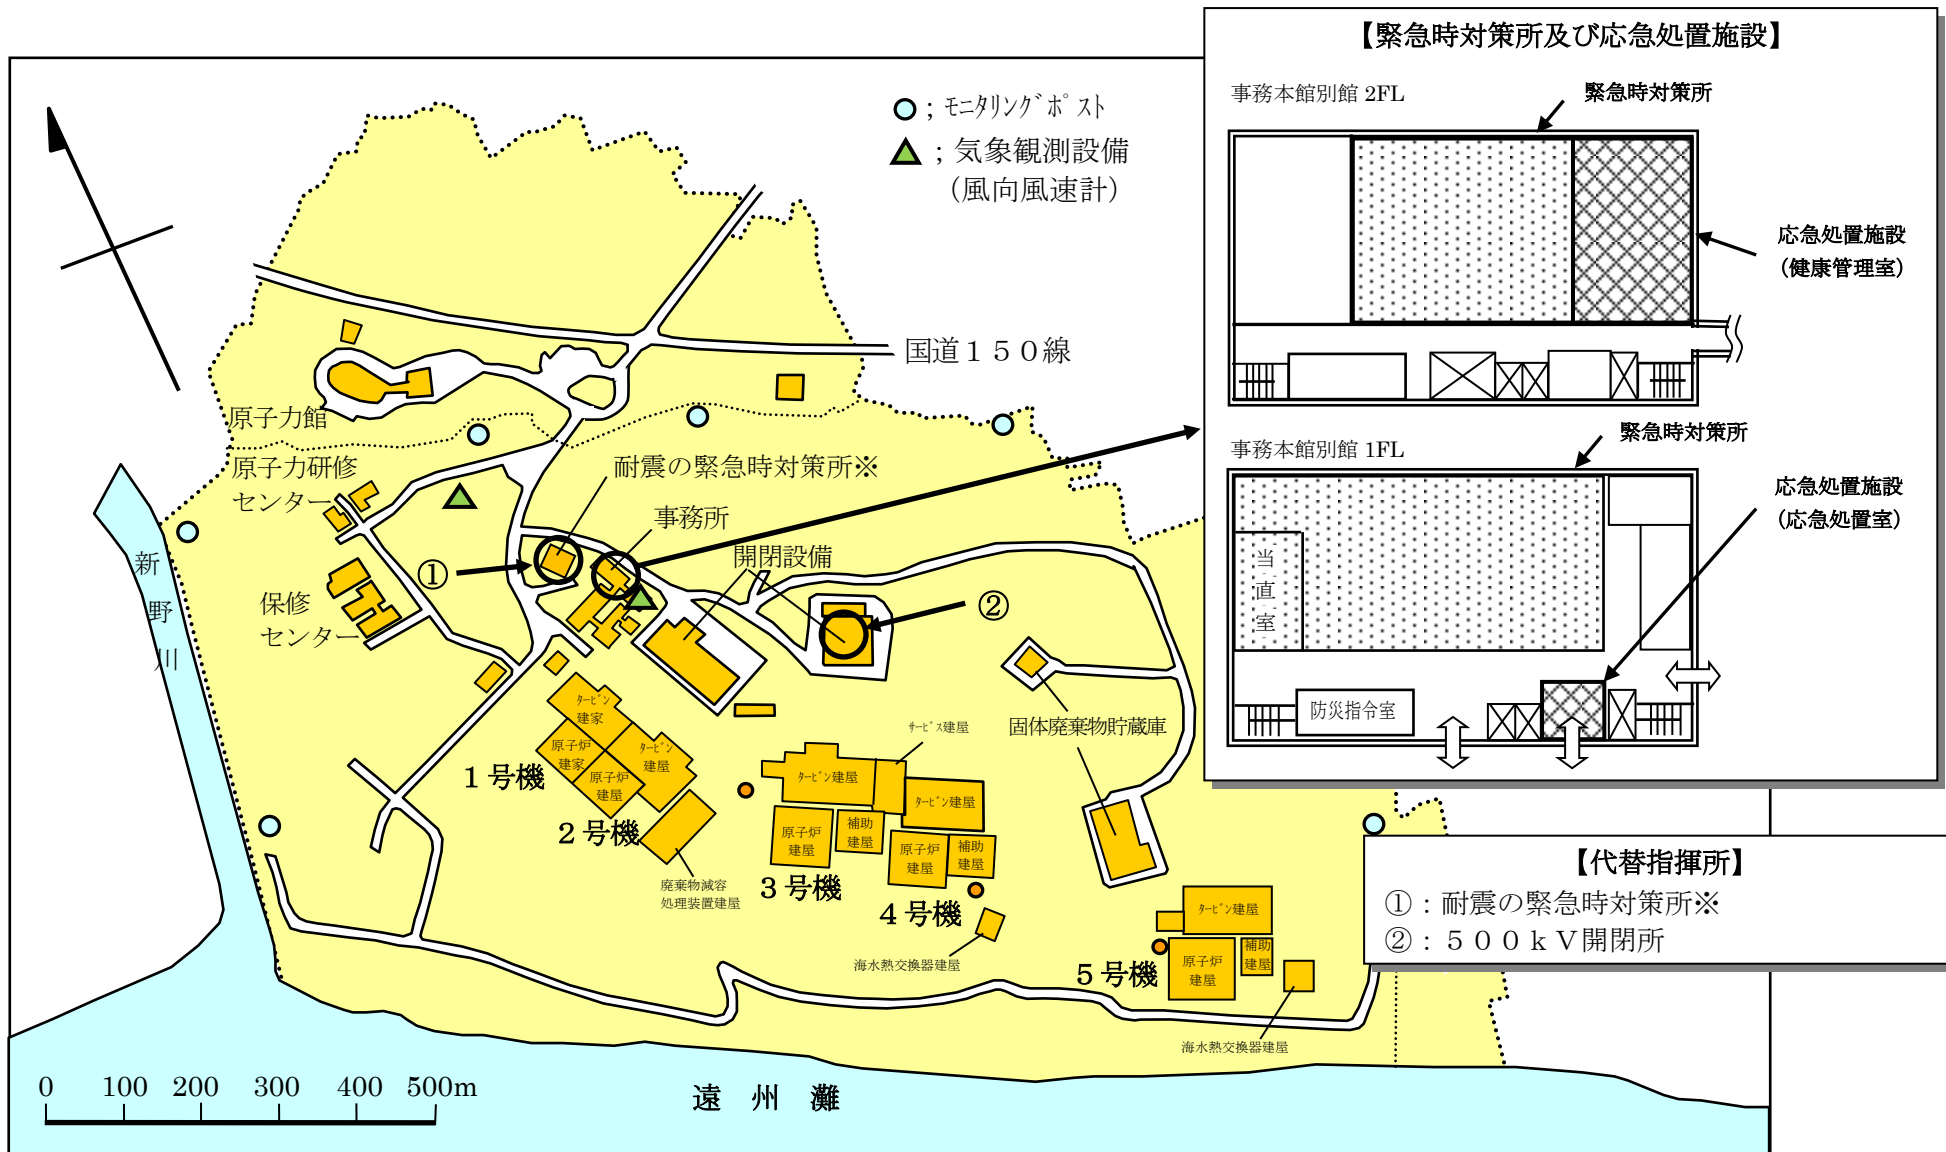 【緊急時対策所及び応急処置施設】
事務本館別館 2FL
緊急時対策所
応急処置施設
（健康管理室）
事務本館別館 1FL
緊急時対策所
応急処置施設
（応急処置室）
当直室
防災指令室
；モニタリングポスト
；気象観測設備
（風向風速計）
国道１５０線
原子力館
原子力研修
センター
耐震の緊急時対策所※
事務所
開閉設備
①
②
新野川
保修
センター
タービン
建家
原子炉
建家
１号機
タービン
建屋
原子炉
建屋
２号機
廃棄物減容
処理装置建屋
サービス建屋
固体廃棄物貯蔵庫
タービン建屋
原子炉
建屋
補助
建屋
３号機
タービン建屋
原子炉
建屋
補助
建屋
４号機
海水熱交換器建屋
タービン建屋
原子炉
建屋
補助
建屋
５号機
海水熱交換器建屋
【代替指揮所】
①：耐震の緊急時対策所※
②：５００ｋＶ開閉所
0 100 200 300 400 500m
遠州灘